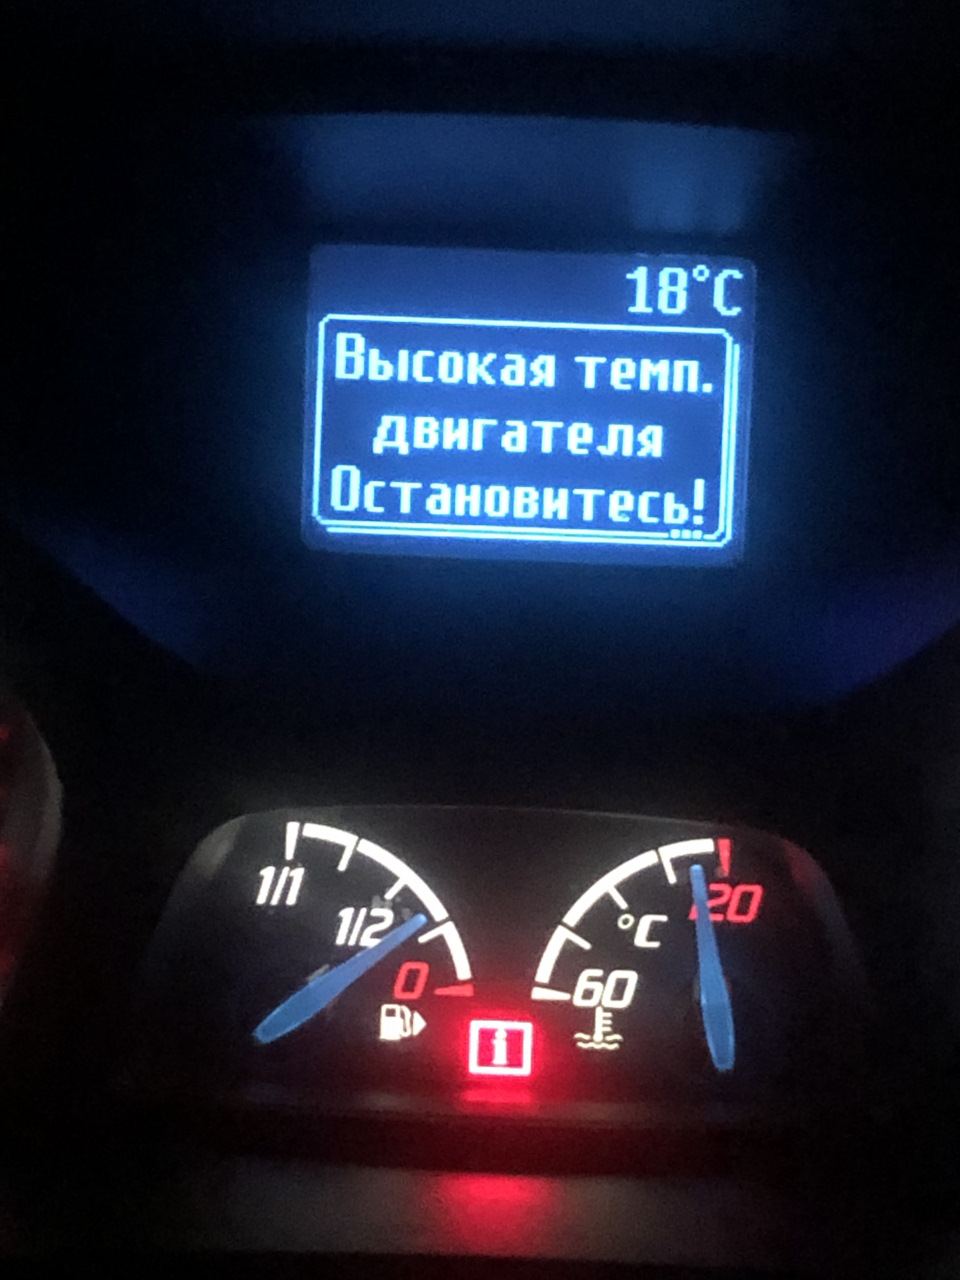 18°C
Высокая темп.
двигателя
Остановитесь!
1/1
1/2
0
°C
60
120
i